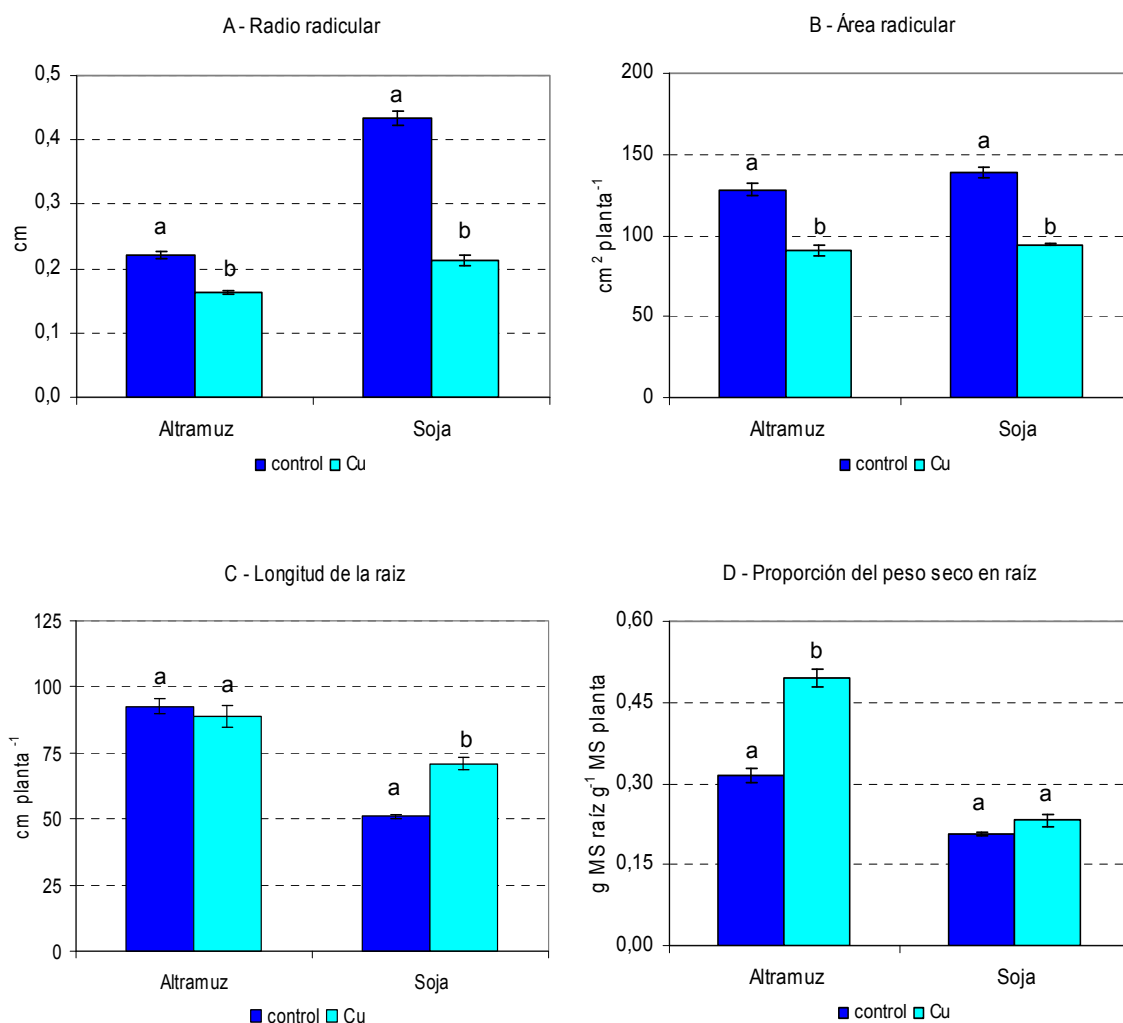 A - Radio radicular
0,5
0,4
0,3
0,2
0,1
0,0
cm
a
b
a
b
Altramuz
Soja
control Cu
B - Área radicular
200
150
100
50
0
cm² planta⁻¹
a
b
a
b
Altramuz
Soja
control Cu
C - Longitud de la raiz
125
100
75
50
25
0
cm planta ⁻¹
a
a
a
b
Altramuz
Soja
control Cu
D - Proporción del peso seco en raíz
0,60
0,45
0,30
0,15
0,00
g MS raíz g⁻¹ MS planta
a
b
a
a
Altramuz
Soja
control Cu